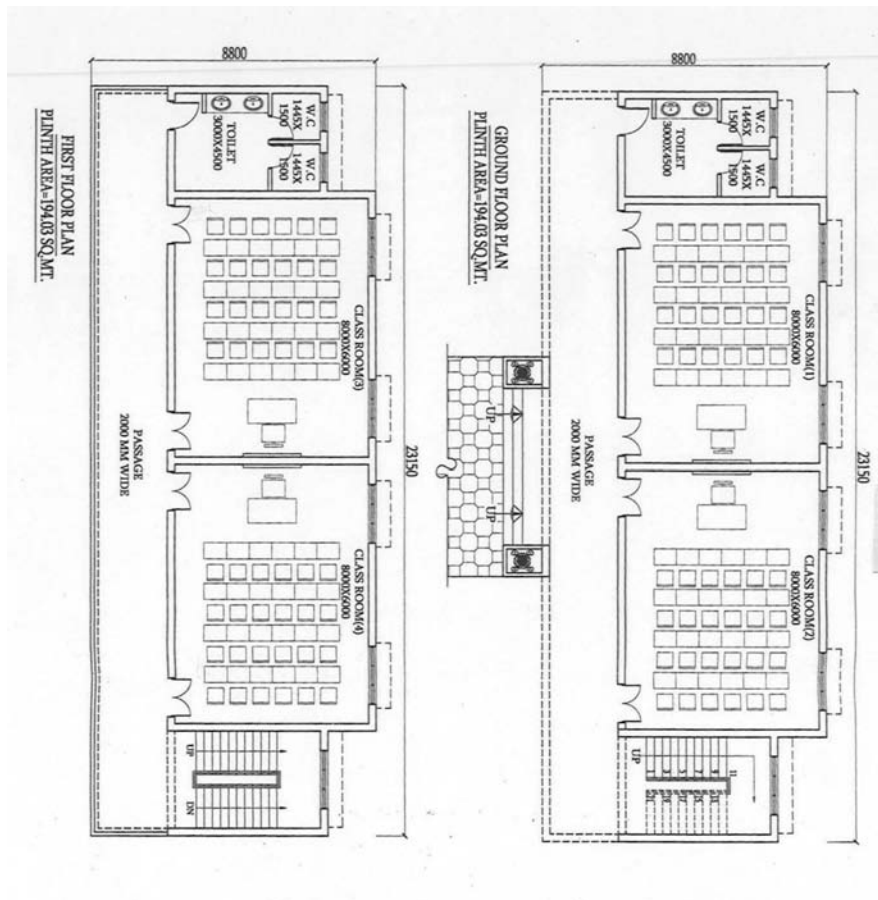 8800
W.C
1445X
1500
W.C
1445X
1500
TOILET
3000X4500
CLASS ROOM(3)
8000X6000
23150
CLASS ROOM(4)
8000X6000
PASSAGE
2000 MM WIDE
UP
DN
FIRST FLOOR PLAN
PLINTH AREA=194.03 SQ.MT.
8800
W.C
1445X
1500
W.C
1445X
1500
TOILET
3000X4500
CLASS ROOM(1)
8000X6000
23150
CLASS ROOM(2)
8000X6000
PASSAGE
2000 MM WIDE
UP
UP
UP
11
GROUND FLOOR PLAN
PLINTH AREA=194.03 SQ.MT.